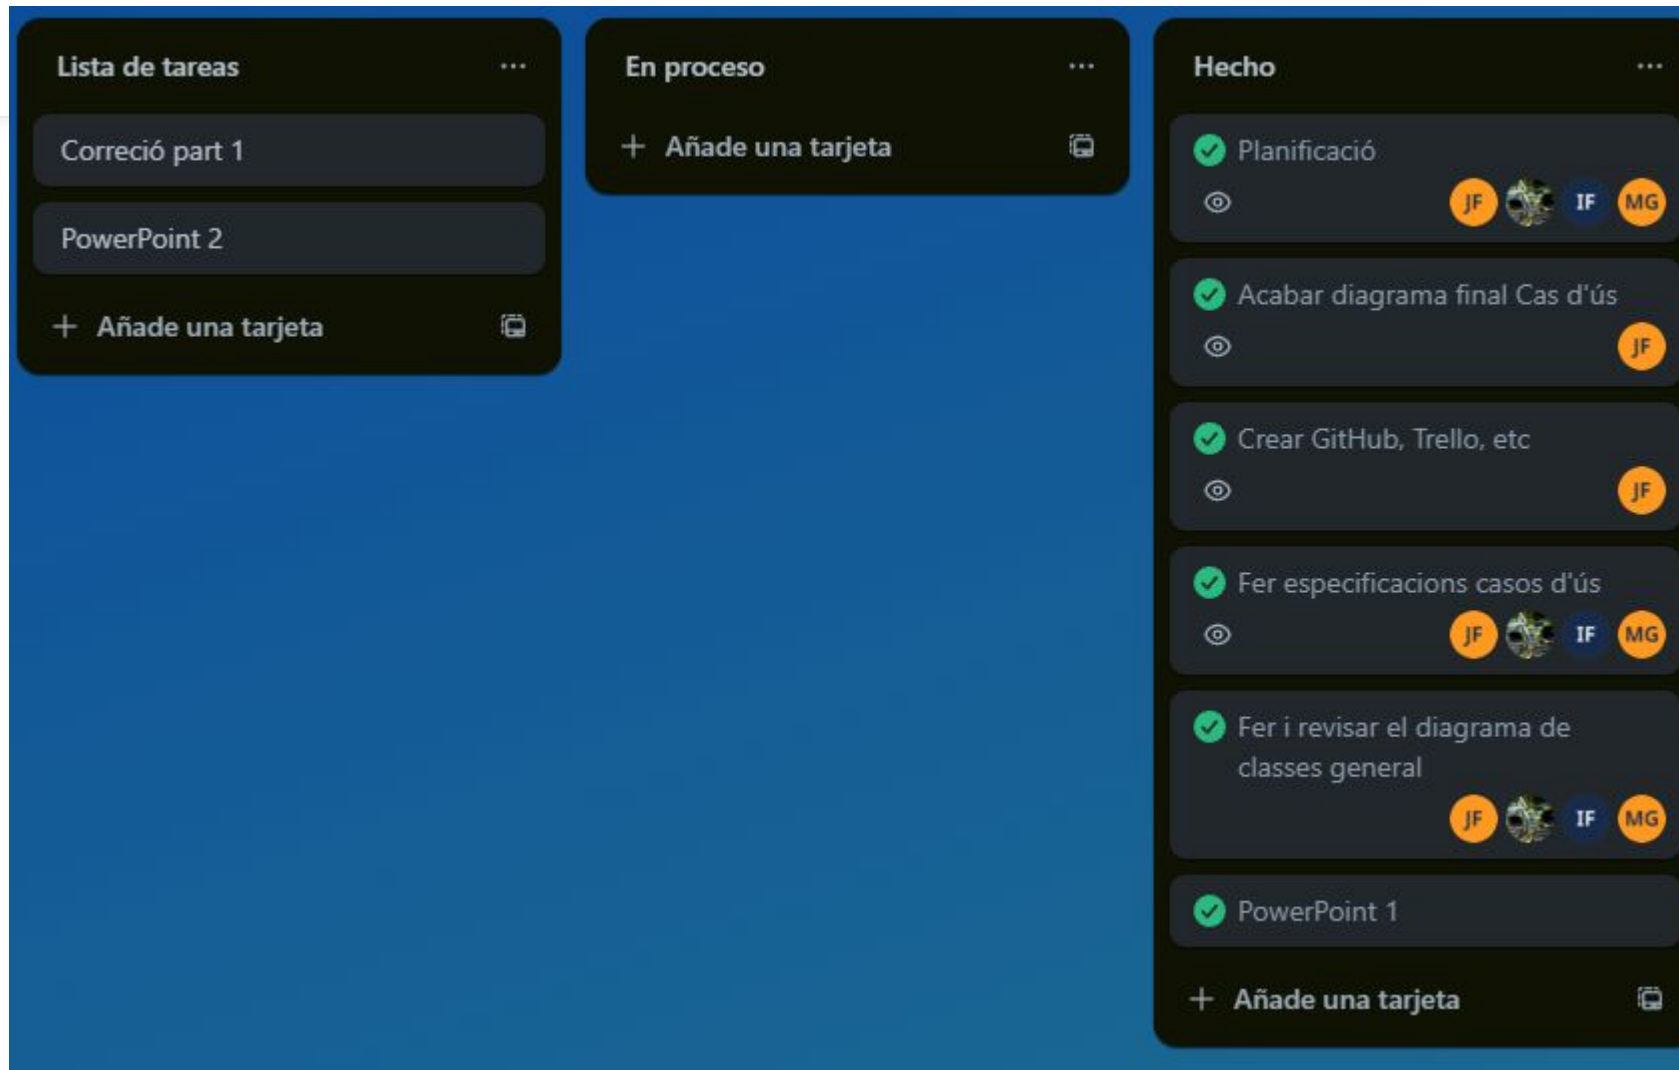 Lista de tareas
Correció part 1
PowerPoint 2
Añade una tarjeta
En proceso
Añade una tarjeta
Hecho
Planificació
JF IF MG
Acabar diagrama final Cas d'ús
JF
Crear GitHub, Trello, etc
JF
Fer especificacions casos d'ús
JF IF MG
Fer i revisar el diagrama de
classes general
JF IF MG
PowerPoint 1
Añade una tarjeta